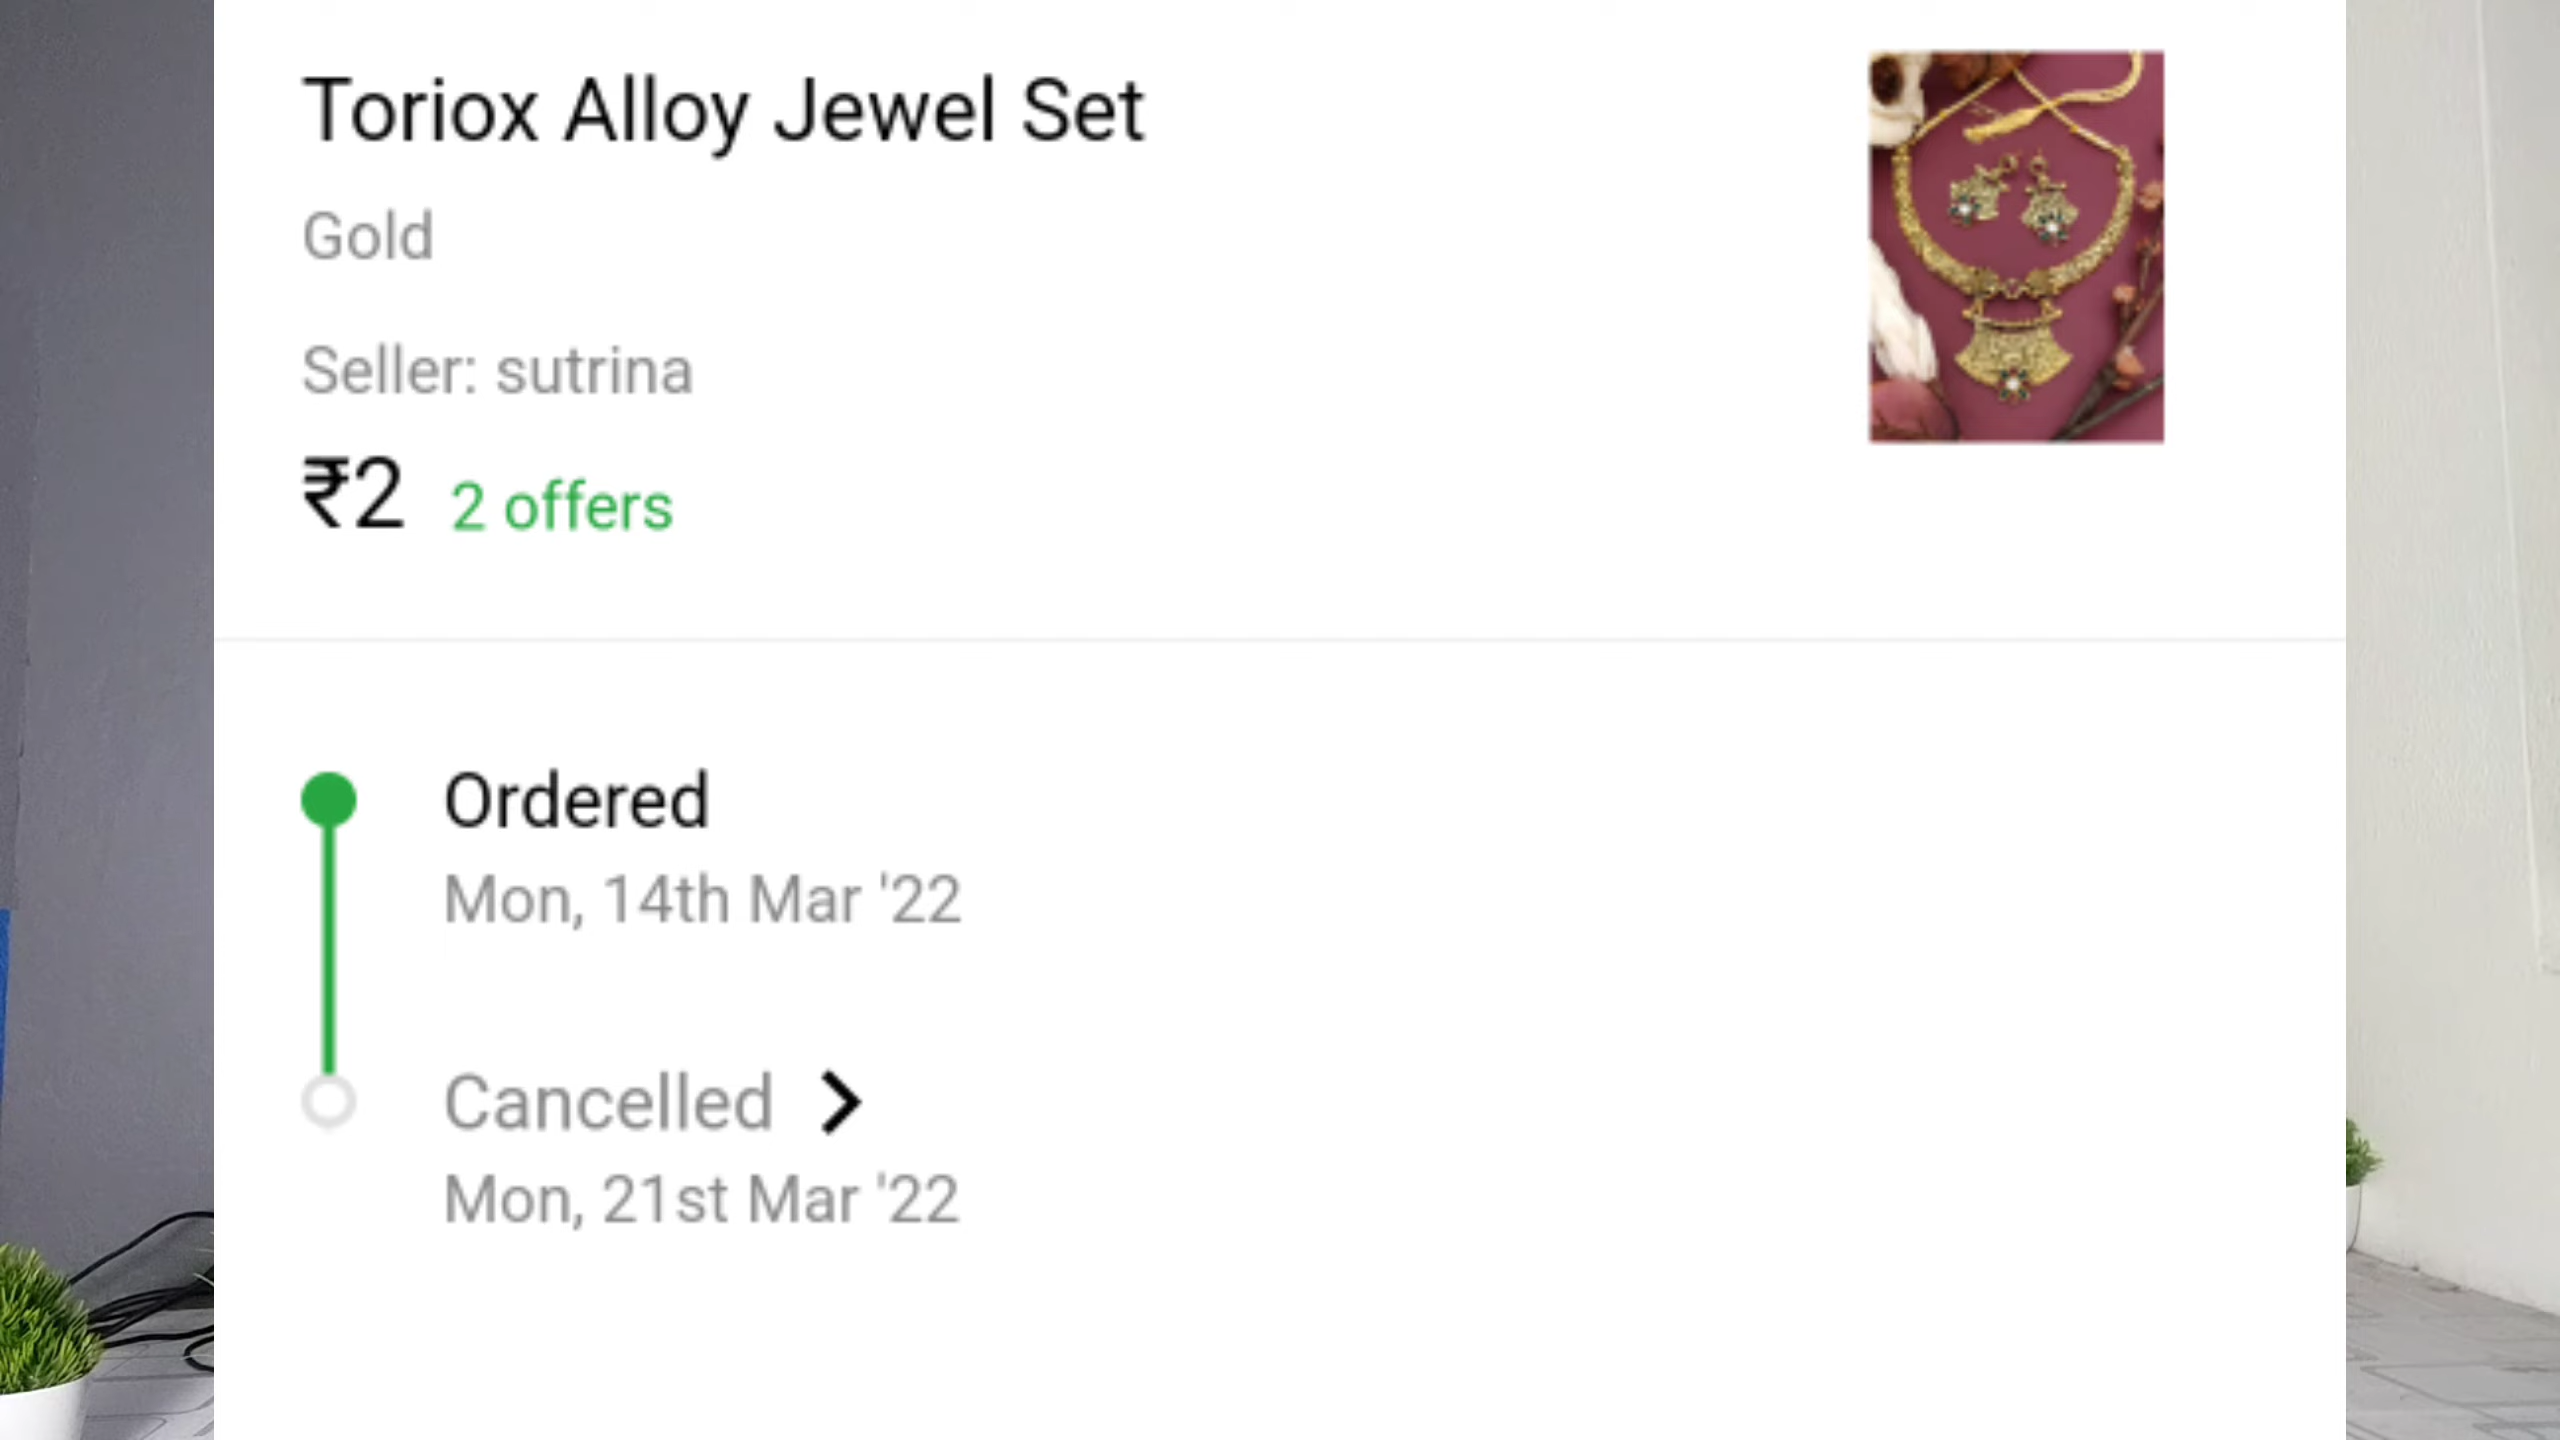 Toriox Alloy Jewel Set
Gold
Seller: sutrina
₹2 2 offers
Ordered
Mon, 14th Mar '22
Cancelled
Mon, 21st Mar '22